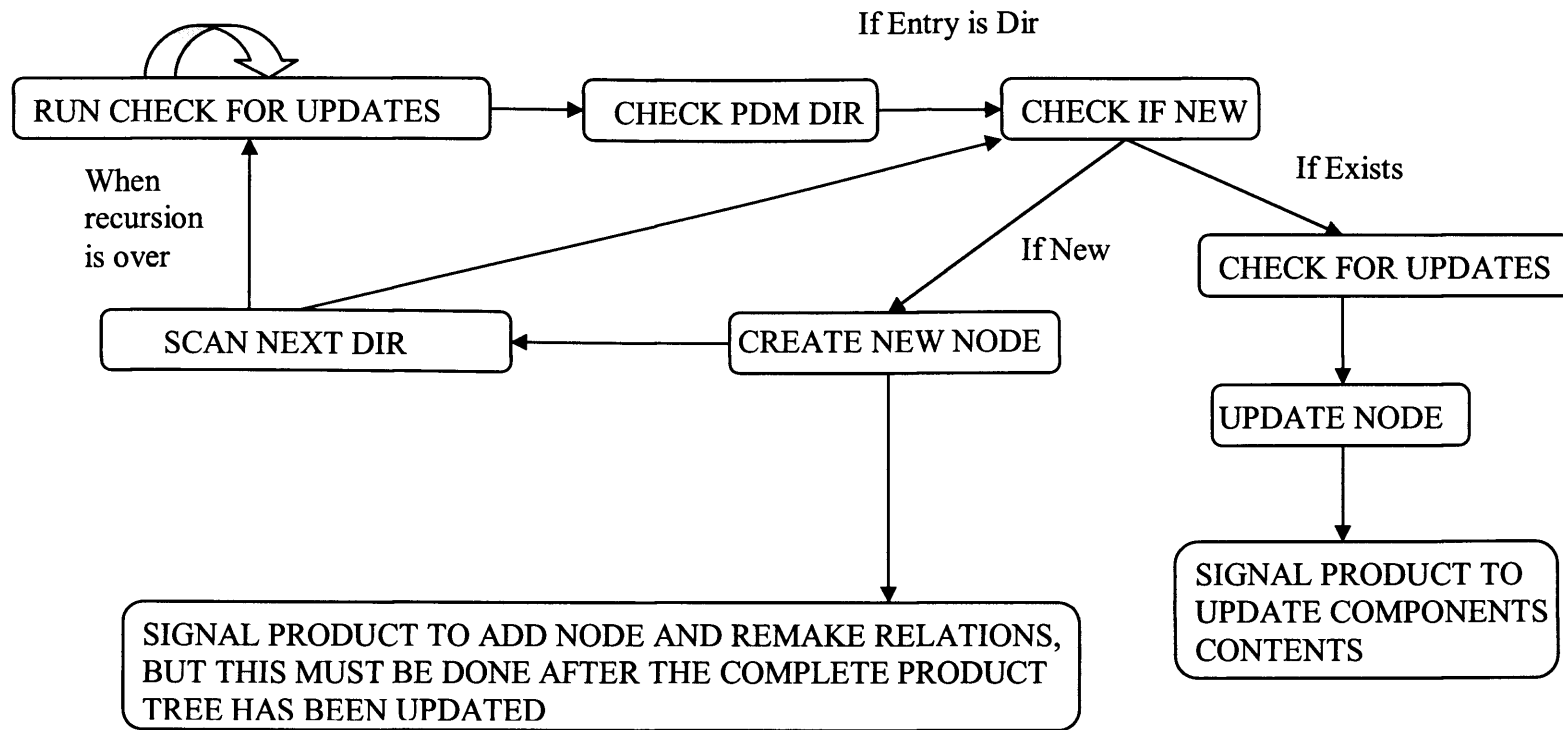 If Entry is Dir
RUN CHECK FOR UPDATES
CHECK PDM DIR
CHECK IF NEW
When
recursion
is over
If Exists
If New
CHECK FOR UPDATES
SCAN NEXT DIR
CREATE NEW NODE
UPDATE NODE
SIGNAL PRODUCT TO
UPDATE COMPONENTS
CONTENTS
SIGNAL PRODUCT TO ADD NODE AND REMAKE RELATIONS,
BUT THIS MUST BE DONE AFTER THE COMPLETE PRODUCT
TREE HAS BEEN UPDATED